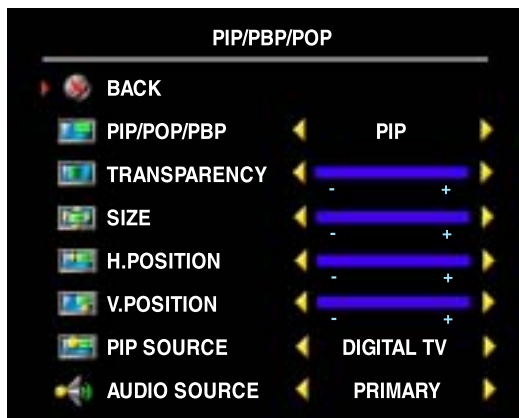 PIP/PBP/POP
BACK
PIP/POP/PBP PIP
TRANSPARENCY
- +
SIZE
- +
H.POSITION
- +
V.POSITION
- +
PIP SOURCE DIGITAL TV
AUDIO SOURCE PRIMARY